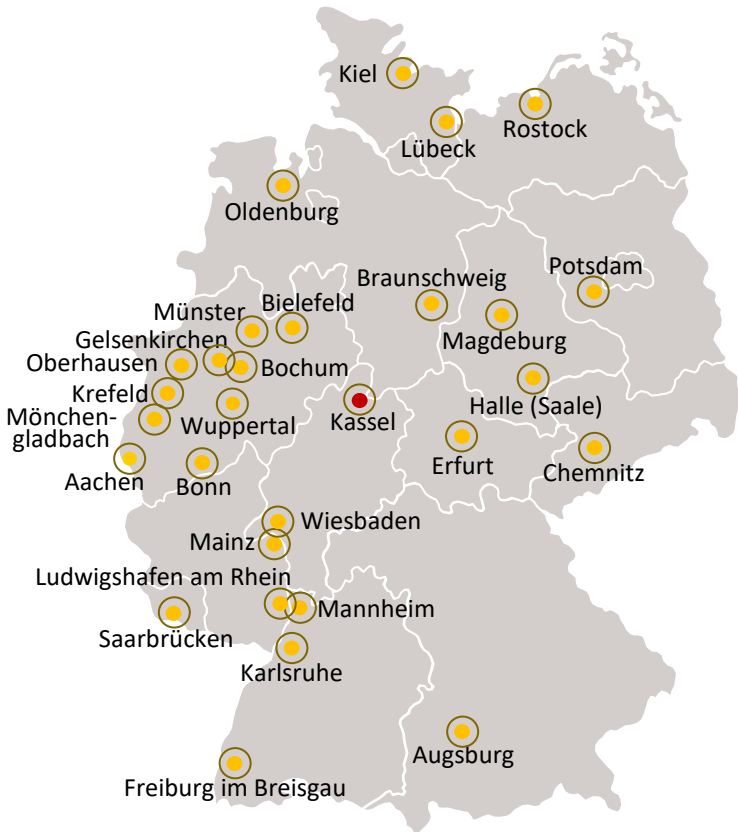 Kiel
Rostock
Lübeck
Oldenburg
Potsdam
Braunschweig
Bielefeld
Münster
Magdeburg
Gelsenkirchen
Oberhausen
Bochum
Krefeld
Halle (Saale)
Mönchen-
gladbach
Wuppertal
Kassel
Erfurt
Chemnitz
Aachen
Bonn
Wiesbaden
Mainz
Ludwigshafen am Rhein
Mannheim
Saarbrücken
Karlsruhe
Augsburg
Freiburg im Breisgau